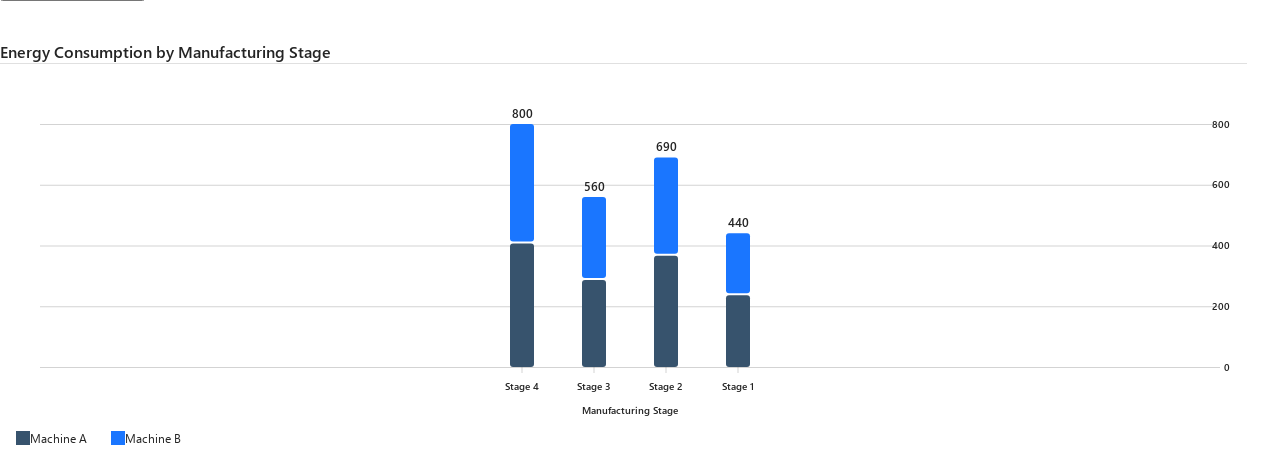 Energy Consumption by Manufacturing Stage
800
690
560
440
800
600
400
200
0
Stage 4 Stage 3 Stage 2 Stage 1
Manufacturing Stage
Machine A Machine B